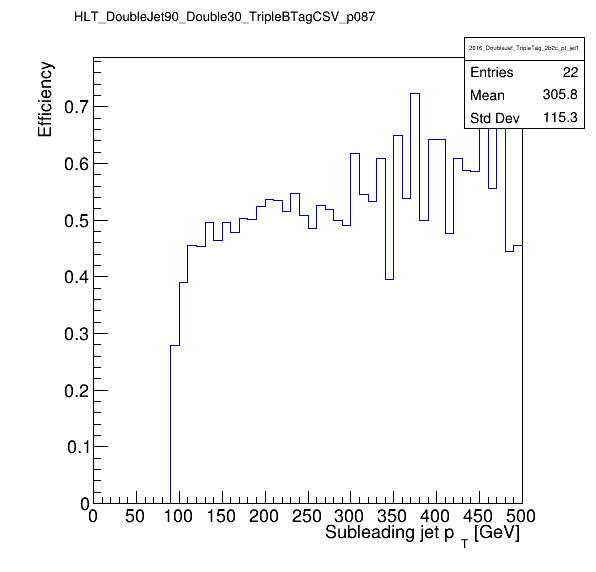 HLT_DoubleJet90_Double30_TripleBTagCSV_p087
2016_DoubleJet_TripleTag_2b2c_pt_jet1
Entries 22
Mean 305.8
Std Dev 115.3
Efficiency
0.7
0.6
0.5
0.4
0.3
0.2
0.1
0
0 50 100 150 200 250 300 350 400 450 500
Subleading jet p T [GeV]